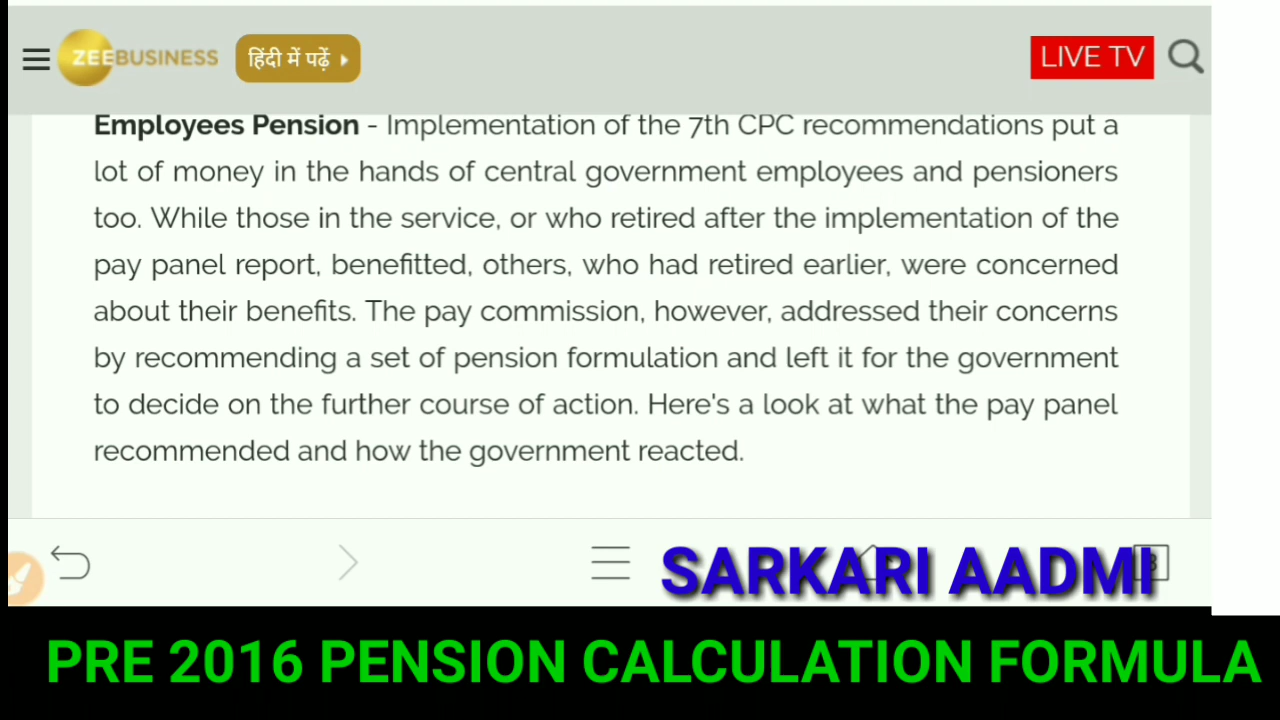 ZEEBUSINESS हिंदी में पढ़ें LIVE TV
Employees Pension - Implementation of the 7th CPC recommendations put a
lot of money in the hands of central government employees and pensioners
too. While those in the service, or who retired after the implementation of the
pay panel report, benefitted, others, who had retired earlier, were concerned
about their benefits. The pay commission, however, addressed their concerns
by recommending a set of pension formulation and left it for the government
to decide on the further course of action. Here's a look at what the pay panel
recommended and how the government reacted.
SARKARI AADMI
PRE 2016 PENSION CALCULATION FORMULA